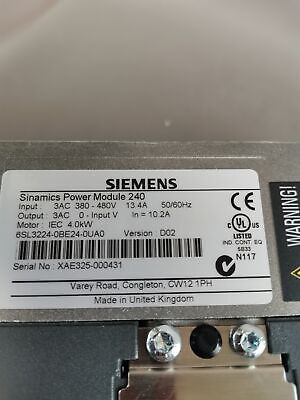 SIEMENS
Sinamics Power Module 240
Input : 3AC 380 - 480V 13.4A 50/60Hz
Output : 3AC 0 - Input V In = 10.2A
Motor : IEC 4.0kW
6SL3224-0BE24-0UA0 Version : D02
Serial No : XAE325-000431
Varey Road, Congleton, CW12 1PH
Made in United Kingdom
C UL US
LISTED
IND. CONT. EQ
5B33
N117